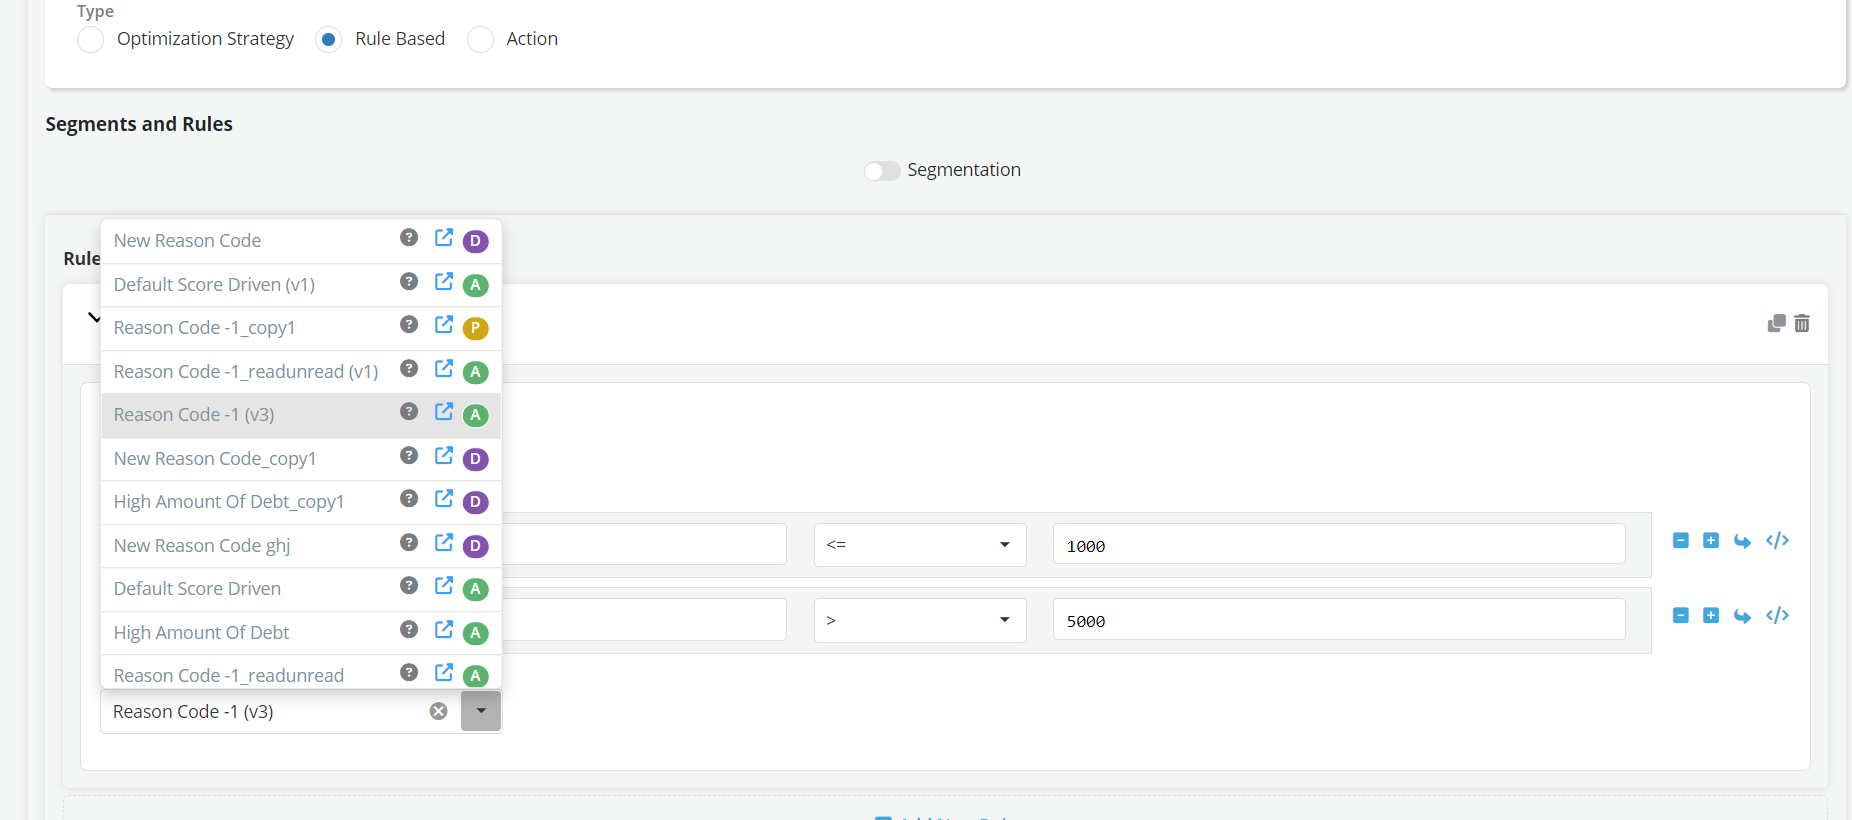 Type
Optimization Strategy Rule Based Action
Segments and Rules
Segmentation
Rule
New Reason Code ? D
Default Score Driven (v1) ? A
Reason Code -1_copy1 ? P
Reason Code -1_readunread (v1) ? A
Reason Code -1 (v3) ? A
New Reason Code_copy1 ? D
High Amount Of Debt_copy1 ? D
New Reason Code ghj ? D
Default Score Driven ? A
High Amount Of Debt ? A
Reason Code -1_readunread ? A
<= 1000 </>
> 5000 </>
Reason Code -1 (v3)